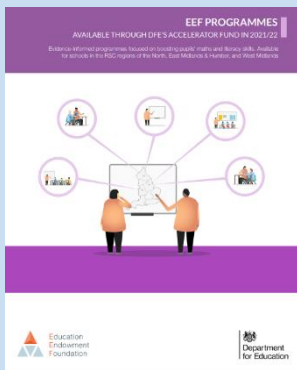 EEF PROGRAMMES
AVAILABLE THROUGH DFE'S ACCELERATOR FUND IN 2021/22
Evidence-informed programmes focused on boosting pupils' maths and literacy skills. Available
for schools in the RSC regions of the North, East Midlands & Humber, and West Midlands
Education
Endowment
Foundation
Department
for Education